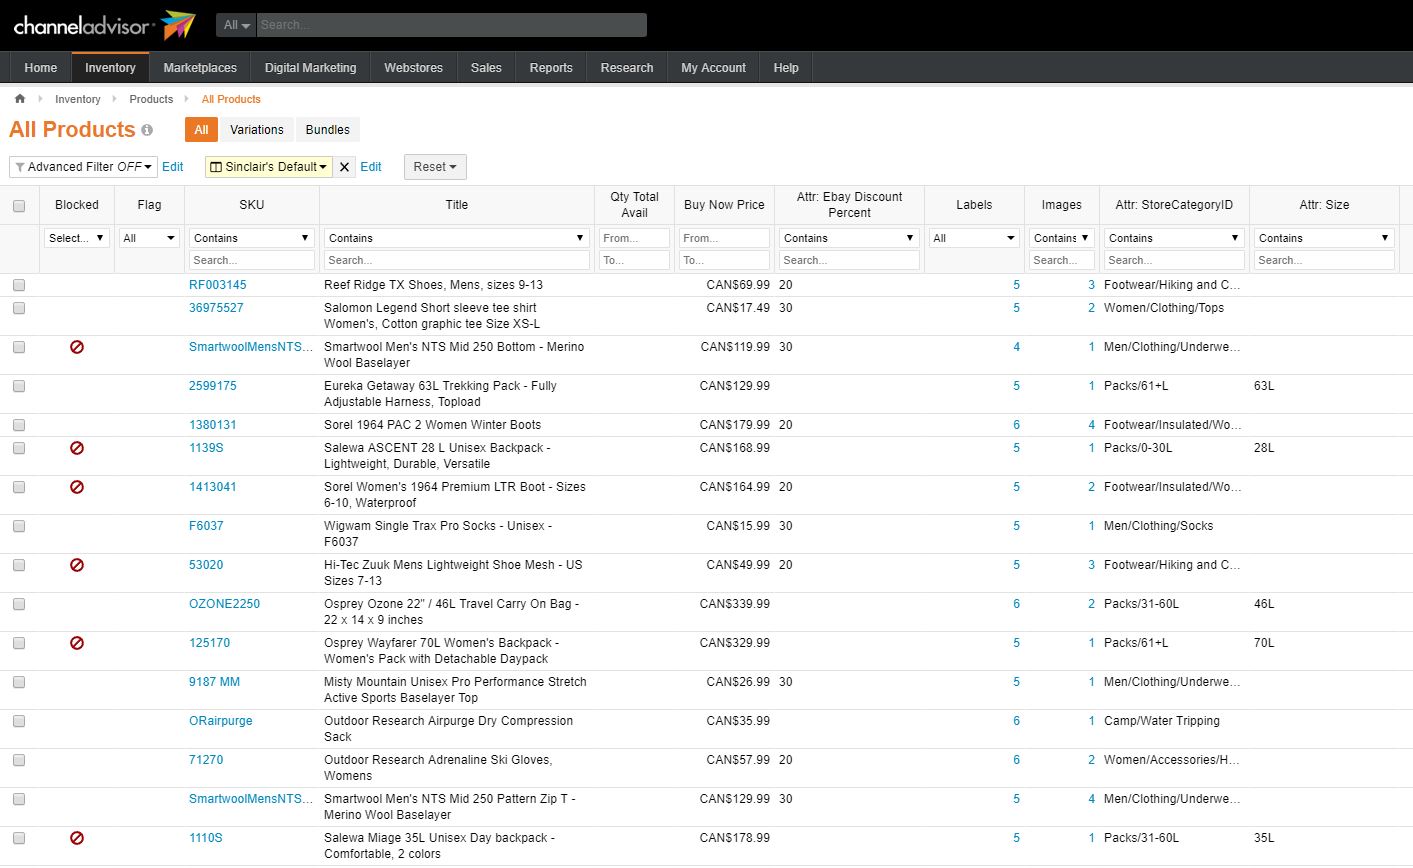 channeladvisor
All Search...
Home Inventory Marketplaces Digital Marketing Webstores Sales Reports Research My Account Help
Inventory Products All Products
All Products All Variations Bundles
Advanced Filter OFF Edit Sinclair's Default X Edit Reset
Blocked Flag SKU Title Qty Total Avail Buy Now Price Attr: Ebay Discount Percent Labels Images Attr: StoreCategoryID Attr: Size
Select... All Contains Contains From... From... Contains All Contains Contains Contains
Search... Search... To... To... Search... Search... Search... Search...
RF003145 Reef Ridge TX Shoes, Mens, sizes 9-13 CAN$69.99 20 5 3 Footwear/Hiking and C...
36975527 Salomon Legend Short sleeve tee shirt CAN$17.49 30 5 2 Women/Clothing/Tops
Women's, Cotton graphic tee Size XS-L
SmartwoolMensNTS... Smartwool Men's NTS Mid 250 Bottom - Merino CAN$119.99 30 4 1 Men/Clothing/Underwe...
Wool Baselayer
2599175 Eureka Getaway 63L Trekking Pack - Fully CAN$129.99 5 1 Packs/61+L 63L
Adjustable Harness, Topload
1380131 Sorel 1964 PAC 2 Women Winter Boots CAN$179.99 20 6 4 Footwear/Insulated/Wo...
1139S Salewa ASCENT 28 L Unisex Backpack - CAN$168.99 5 1 Packs/0-30L 28L
Lightweight, Durable, Versatile
1413041 Sorel Women's 1964 Premium LTR Boot - Sizes CAN$164.99 20 5 2 Footwear/Insulated/Wo...
6-10, Waterproof
F6037 Wigwam Single Trax Pro Socks - Unisex - CAN$15.99 30 5 1 Men/Clothing/Socks
F6037
53020 Hi-Tec Zuuk Mens Lightweight Shoe Mesh - US CAN$49.99 20 5 3 Footwear/Hiking and C...
Sizes 7-13
OZONE2250 Osprey Ozone 22" / 46L Travel Carry On Bag - CAN$339.99 6 2 Packs/31-60L 46L
22 x 14 x 9 inches
125170 Osprey Wayfarer 70L Women's Backpack - CAN$329.99 5 1 Packs/61+L 70L
Women's Pack with Detachable Daypack
9187 MM Misty Mountain Unisex Pro Performance Stretch CAN$26.99 30 5 1 Men/Clothing/Underwe...
Active Sports Baselayer Top
ORairpurge Outdoor Research Airpurge Dry Compression CAN$35.99 6 1 Camp/Water Tripping
Sack
71270 Outdoor Research Adrenaline Ski Gloves, CAN$57.99 20 6 2 Women/Accessories/H...
Womens
SmartwoolMensNTS... Smartwool Men's NTS Mid 250 Pattern Zip T - CAN$129.99 30 5 4 Men/Clothing/Underwe...
Merino Wool Baselayer
1110S Salewa Miage 35L Unisex Day backpack - CAN$178.99 5 1 Packs/31-60L 35L
Comfortable, 2 colors